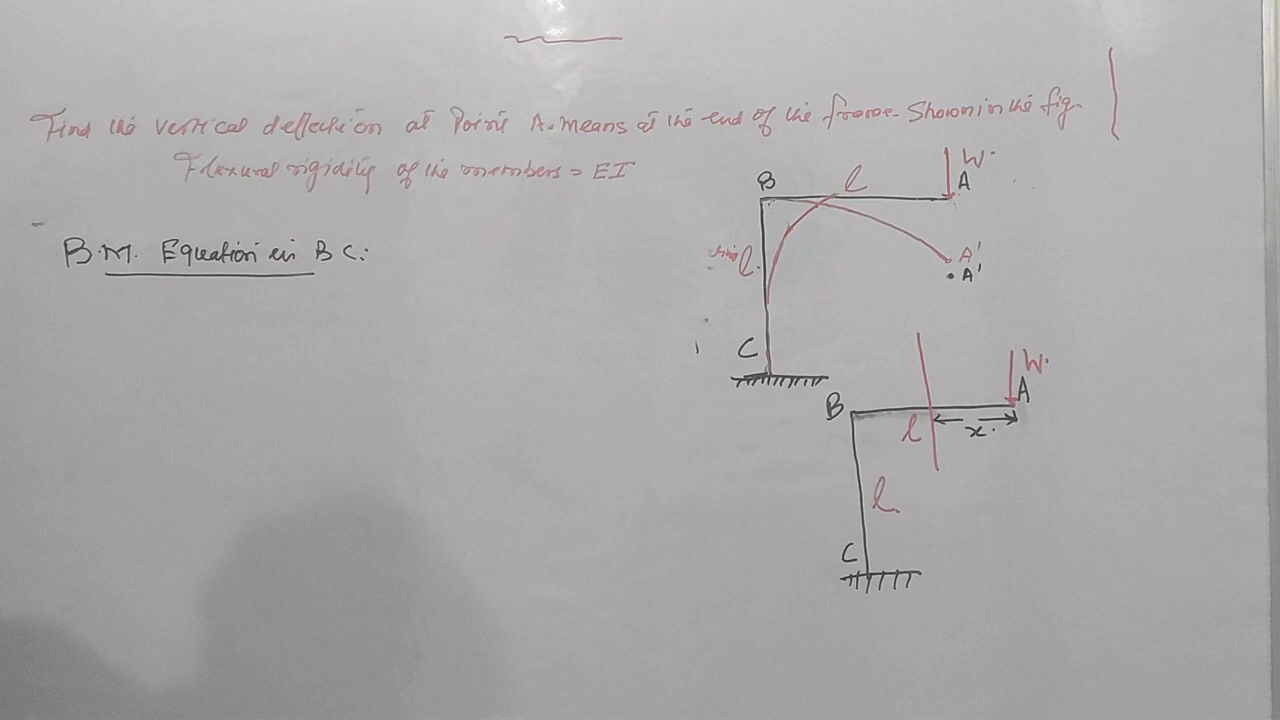 Find the vertical deflection at Point A. means at the end of the frame Shown in the fig.
Flexural rigidity of the members = EI
B.M. Equation in B C:
B l W. A
l.
A'
A'
C
W.
A
B l x.
l.
C